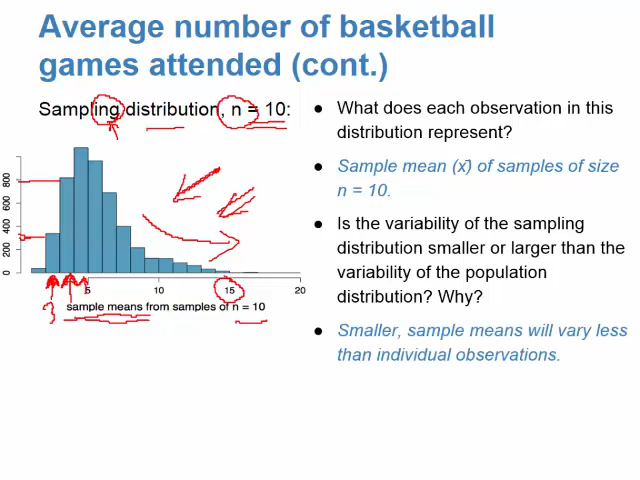 Average number of basketball
games attended (cont.)
Sampling distribution, n = 10:
800
600
400
200
0
5
10
15
20
sample means from samples of n = 10
● What does each observation in this
distribution represent?
● Sample mean (x̄) of samples of size
n = 10.
● Is the variability of the sampling
distribution smaller or larger than the
variability of the population
distribution? Why?
● Smaller, sample means will vary less
than individual observations.